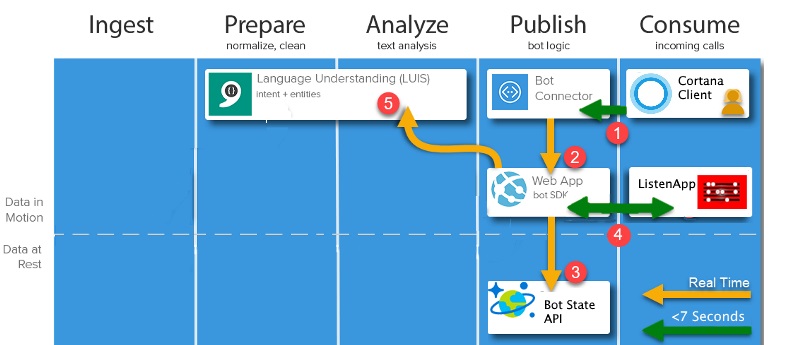 Ingest
Prepare
normalize, clean
Analyze
text analysis
Publish
bot logic
Consume
incoming calls
Language Understanding (LUIS)
intent + entities
5
Bot
Connector
Cortana
Client
1
2
Web App
bot SDK
ListenApp
4
Data in
Motion
Data at
Rest
3
Bot State
API
Real Time
<7 Seconds